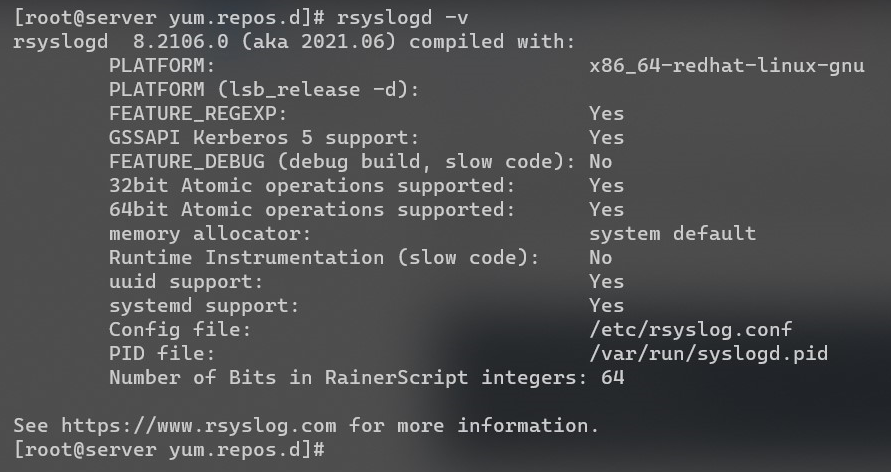 [root@server yum.repos.d]# rsyslogd -v
rsyslogd  8.2106.0 (aka 2021.06) compiled with:
        PLATFORM:                               x86_64-redhat-linux-gnu
        PLATFORM (lsb_release -d):
        FEATURE_REGEXP:                         Yes
        GSSAPI Kerberos 5 support:              Yes
        FEATURE_DEBUG (debug build, slow code): No
        32bit Atomic operations supported:      Yes
        64bit Atomic operations supported:      Yes
        memory allocator:                       system default
        Runtime Instrumentation (slow code):    No
        uuid support:                           Yes
        systemd support:                        Yes
        Config file:                            /etc/rsyslog.conf
        PID file:                               /var/run/syslogd.pid
        Number of Bits in RainerScript integers: 64

See https://www.rsyslog.com for more information.
[root@server yum.repos.d]#